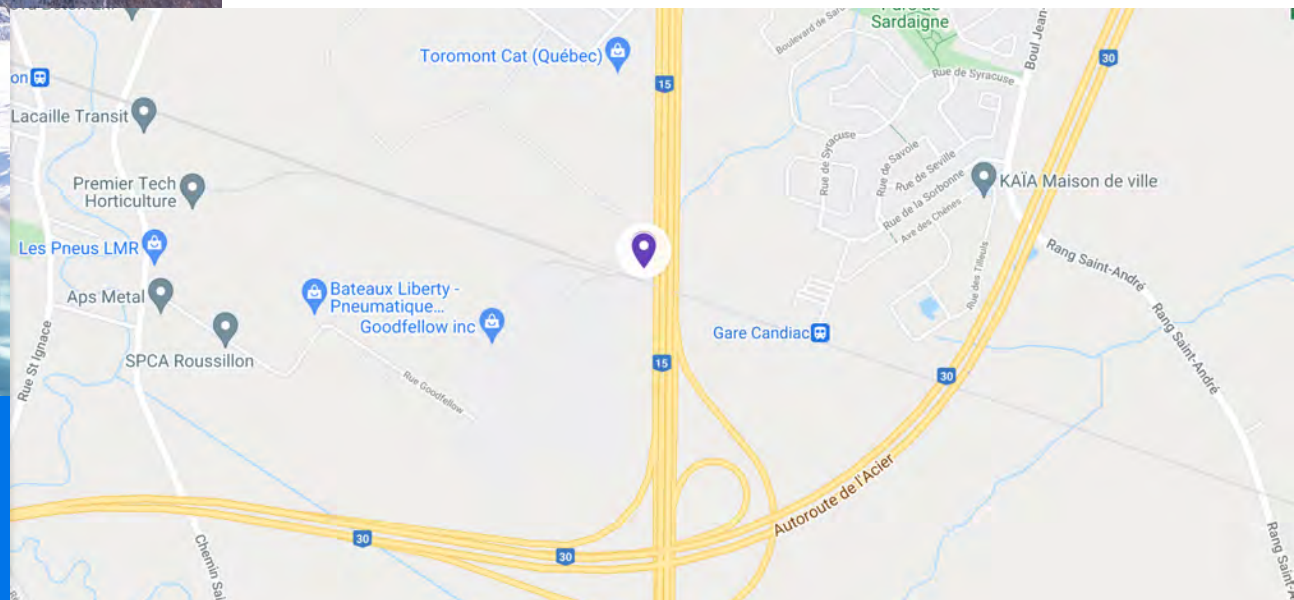 Parc de
Sardaigne
Boul Jean-
Toromont Cat (Québec)
30
15
Rue de Syracuse
on
Lacaille Transit
Rue de Syracuse
Rue de Savoie
Rue de Seville
Premier Tech
Horticulture
KAÏA Maison de ville
Rue de la Sorbonne
Ave des Chênes
Les Pneus LMR
Rang Saint-André
Rue des Tilleuls
Aps Metal
Bateaux Liberty -
Pneumatique...
Goodfellow inc
Gare Candiac
Rang Saint-André
SPCA Roussillon
15
Rue St Ignace
Rue Goodfellow
30
Autoroute de l'Acier
30
30
Chemin Sai
Rang Saint-A